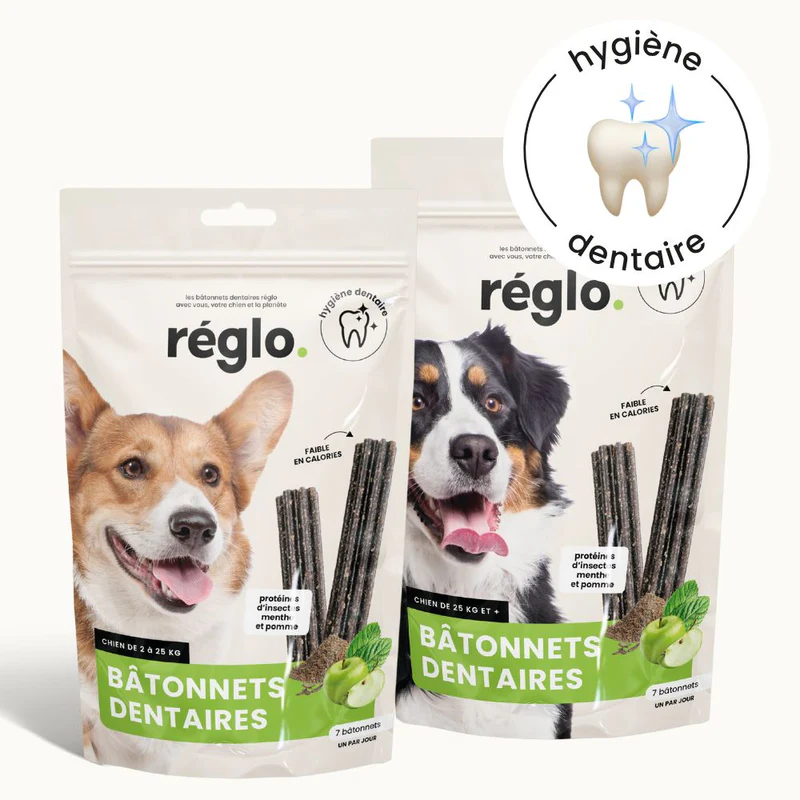 hygiène
dentaire
les bâtonnets dentaires réglo
avec vous, votre chien et la planète
hygiène dentaire
réglo.
FAIBLE
EN CALORIES
protéines
d'insectes
menthe
et pomme
CHIEN DE 2 à 25 KG
BÂTONNETS
DENTAIRES
7 bâtonnets
UN PAR JOUR
les bâtonnets
avec vous, votre
réglo.
FAIBLE
EN CALORIES
protéines
d'insectes
menthe
et pomme
CHIEN DE 25 KG ET +
BÂTONNETS
DENTAIRES
7 bâtonnets
UN PAR JOUR